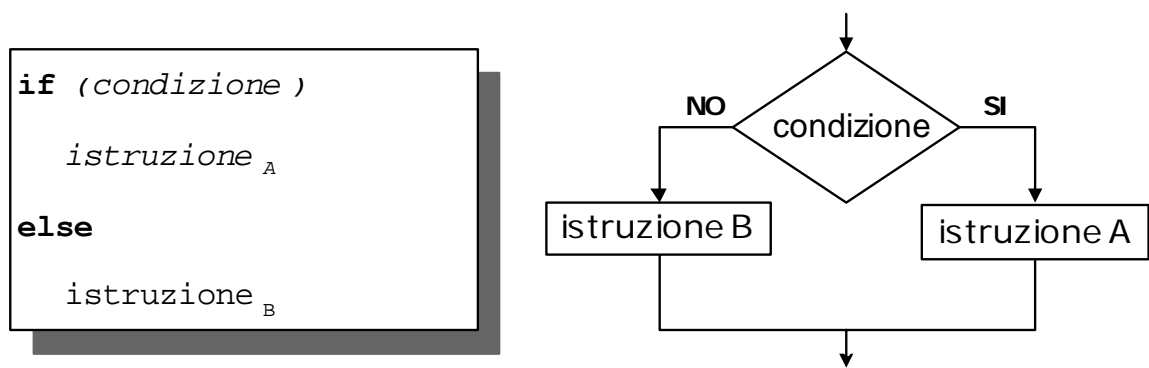 if (condizione )
istruzione A
else
istruzione B
NO
SI
condizione
istruzione B
istruzione A